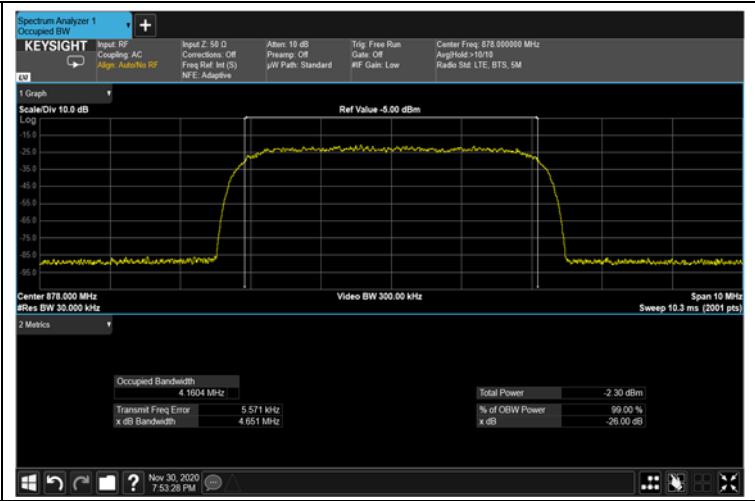 Spectrum Analyzer 1
Occupied BW
KEYSIGHT
Input: RF
Coupling: AC
Align: Auto/No RF
Input Z: 50 Ω
Corrections: Off
Freq Ref: Int (S)
NFE: Adaptive
Atten: 10 dB
Preamp: Off
µW Path: Standard
Trig: Free Run
Gate: Off
#IF Gain: Low
Center Freq: 878.000000 MHz
Avg|Hold:>10/10
Radio Std: LTE, BTS, 5M
1 Graph
Scale/Div 10.0 dB
Ref Value -5.00 dBm
Log
-15.0
-25.0
-35.0
-45.0
-55.0
-65.0
-75.0
-85.0
-95.0
Center 878.000 MHz
Video BW 300.00 kHz
Span 10 MHz
#Res BW 30.000 kHz
Sweep 10.3 ms (2001 pts)
2 Metrics
Occupied Bandwidth
4.1604 MHz
Total Power -2.30 dBm
Transmit Freq Error 5.571 kHz
% of OBW Power 99.00 %
x dB Bandwidth 4.651 MHz
x dB -26.00 dB
Nov 30, 2020
7:53:28 PM